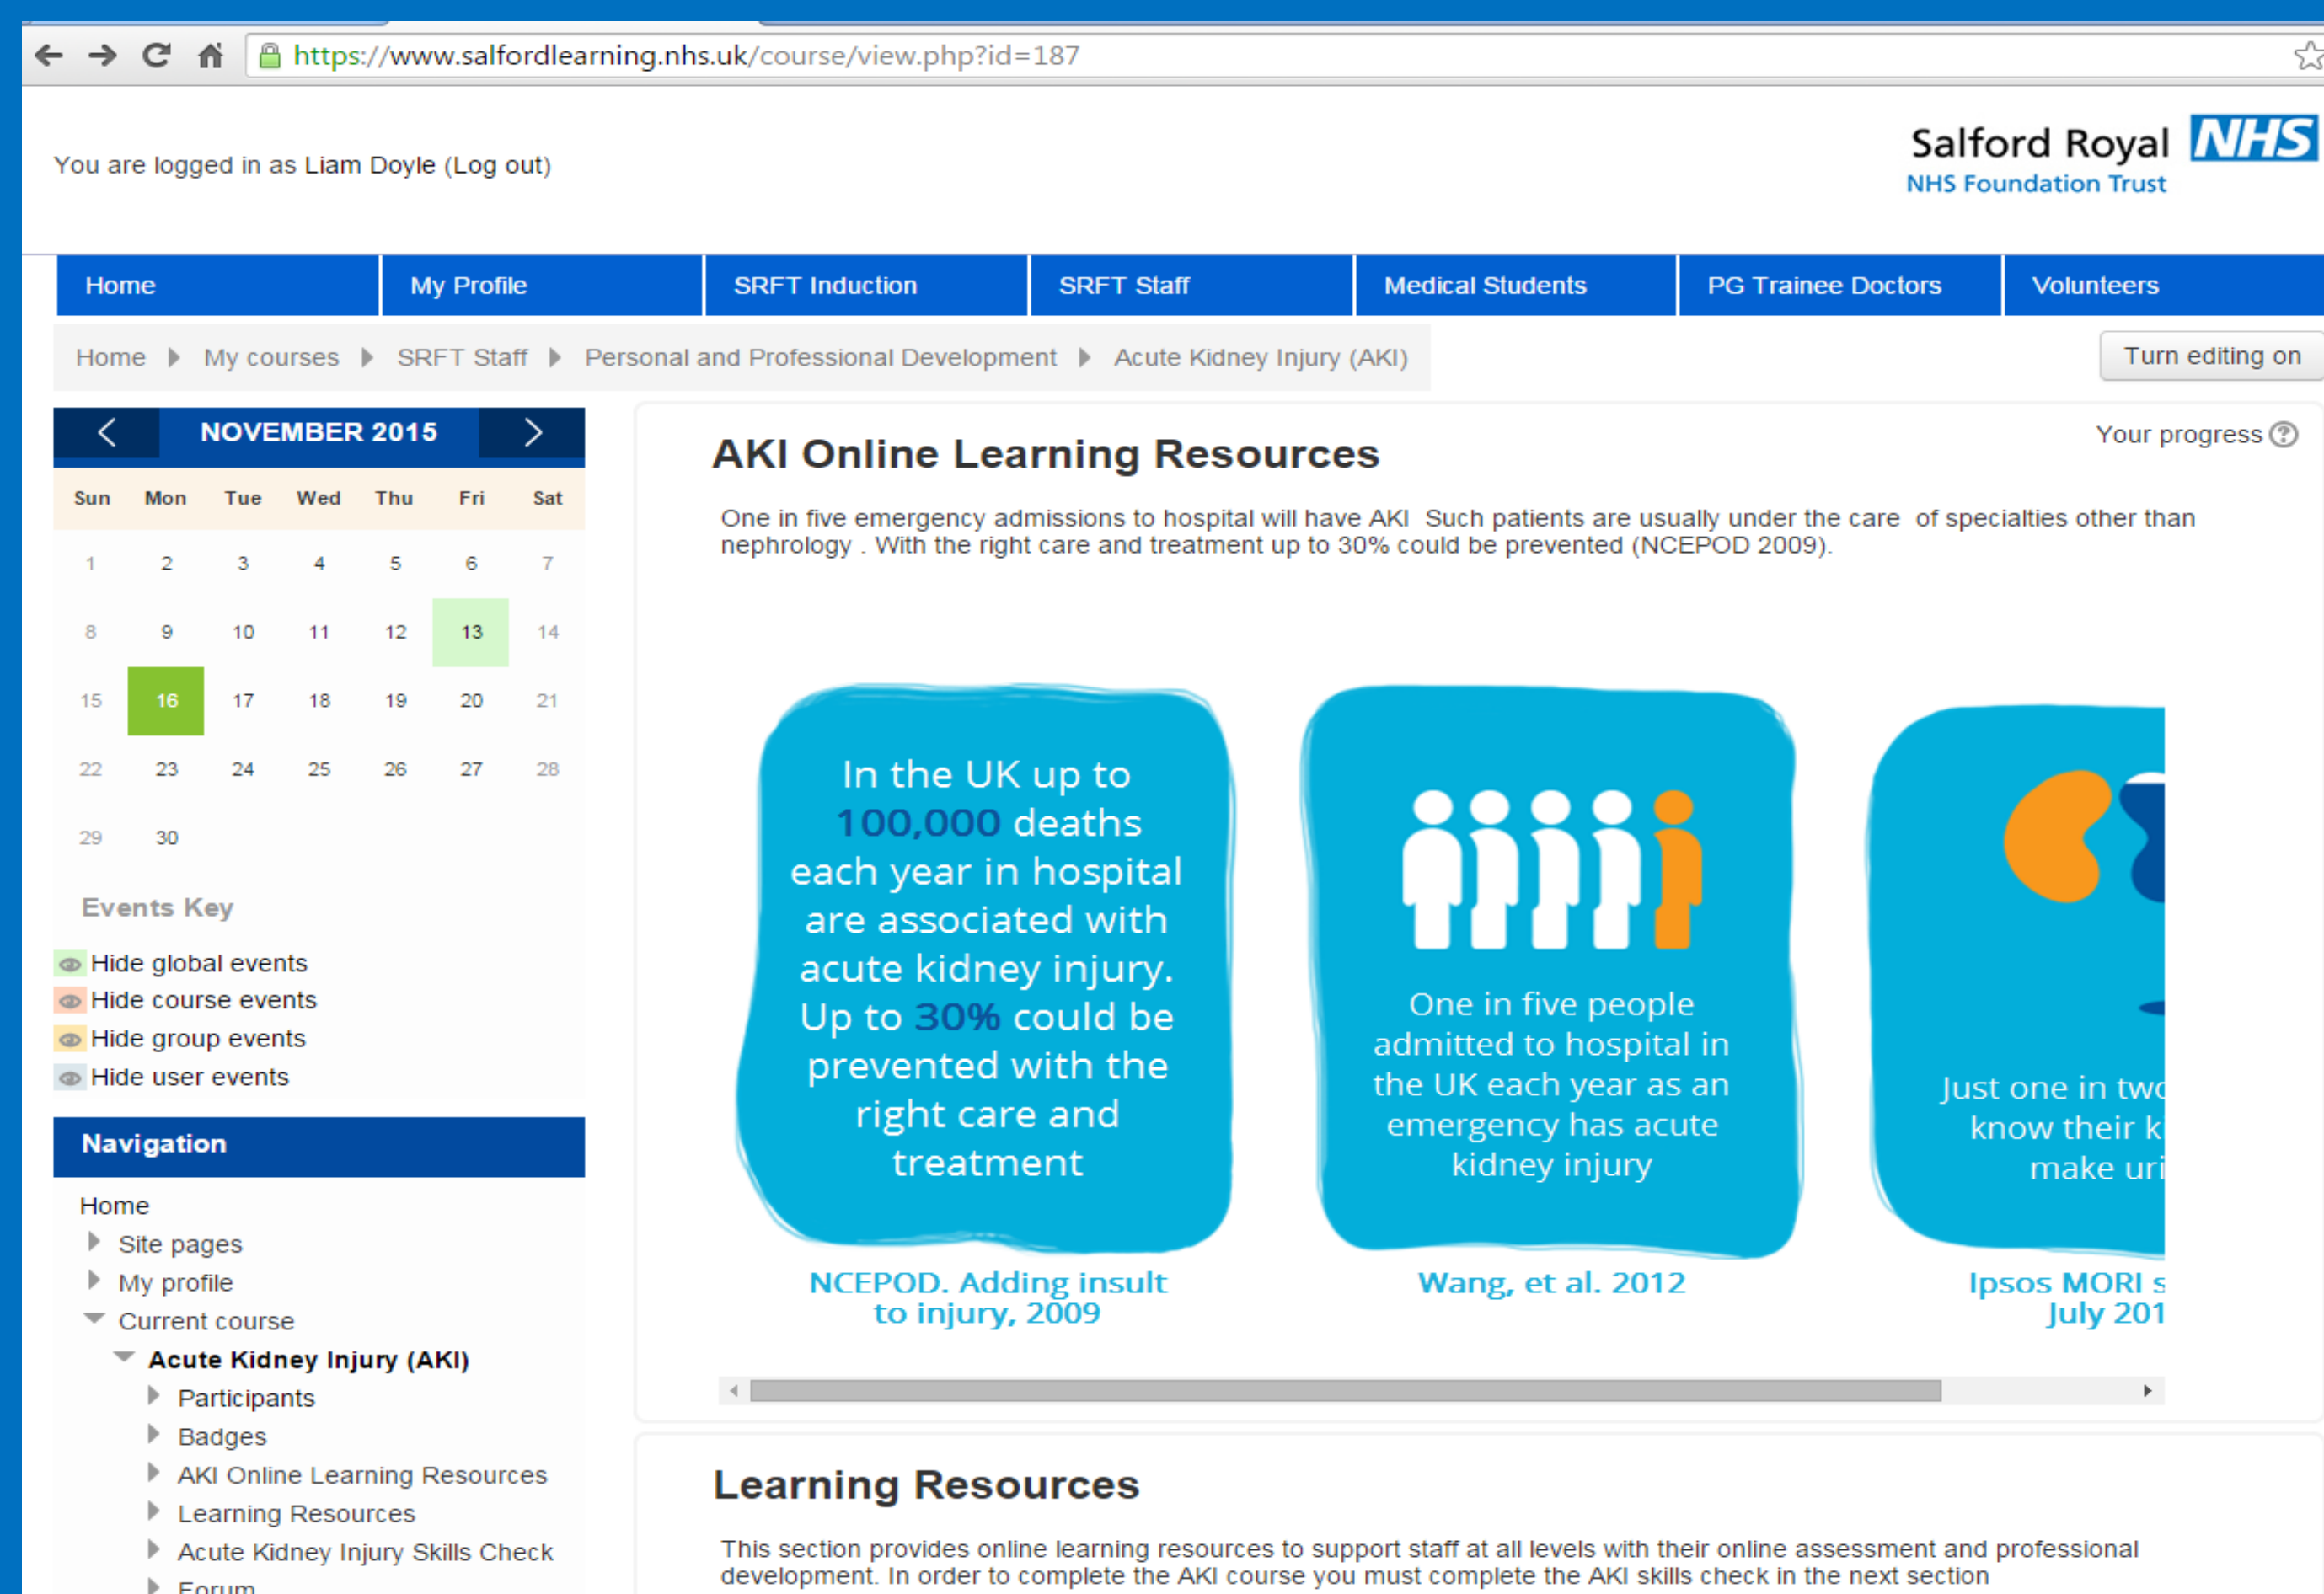 https://www.salfordlearning.nhs.uk/course/view.php?id=187
You are logged in as Liam Doyle (Log out)
Salford Royal NHS
NHS Foundation Trust
Home My Profile SRFT Induction SRFT Staff Medical Students PG Trainee Doctors Volunteers
Home My courses SRFT Staff Personal and Professional Development Acute Kidney Injury (AKI)
Turn editing on
NOVEMBER 2015
Sun Mon Tue Wed Thu Fri Sat
1 2 3 4 5 6 7
8 9 10 11 12 13 14
15 16 17 18 19 20 21
22 23 24 25 26 27 28
29 30
Events Key
Hide global events
Hide course events
Hide group events
Hide user events
Navigation
Home
Site pages
My profile
Current course
Acute Kidney Injury (AKI)
Participants
Badges
AKI Online Learning Resources
Learning Resources
Acute Kidney Injury Skills Check
Forum
Your progress
AKI Online Learning Resources
One in five emergency admissions to hospital will have AKI Such patients are usually under the care of specialties other than
nephrology . With the right care and treatment up to 30% could be prevented (NCEPOD 2009).
In the UK up to
100,000 deaths
each year in hospital
are associated with
acute kidney injury.
Up to 30% could be
prevented with the
right care and
treatment
NCEPOD. Adding insult
to injury, 2009
One in five people
admitted to hospital in
the UK each year as an
emergency has acute
kidney injury
Wang, et al. 2012
Just one in two
know their
make
Ipsos MORI
July
Learning Resources
This section provides online learning resources to support staff at all levels with their online assessment and professional
development. In order to complete the AKI course you must complete the AKI skills check in the next section